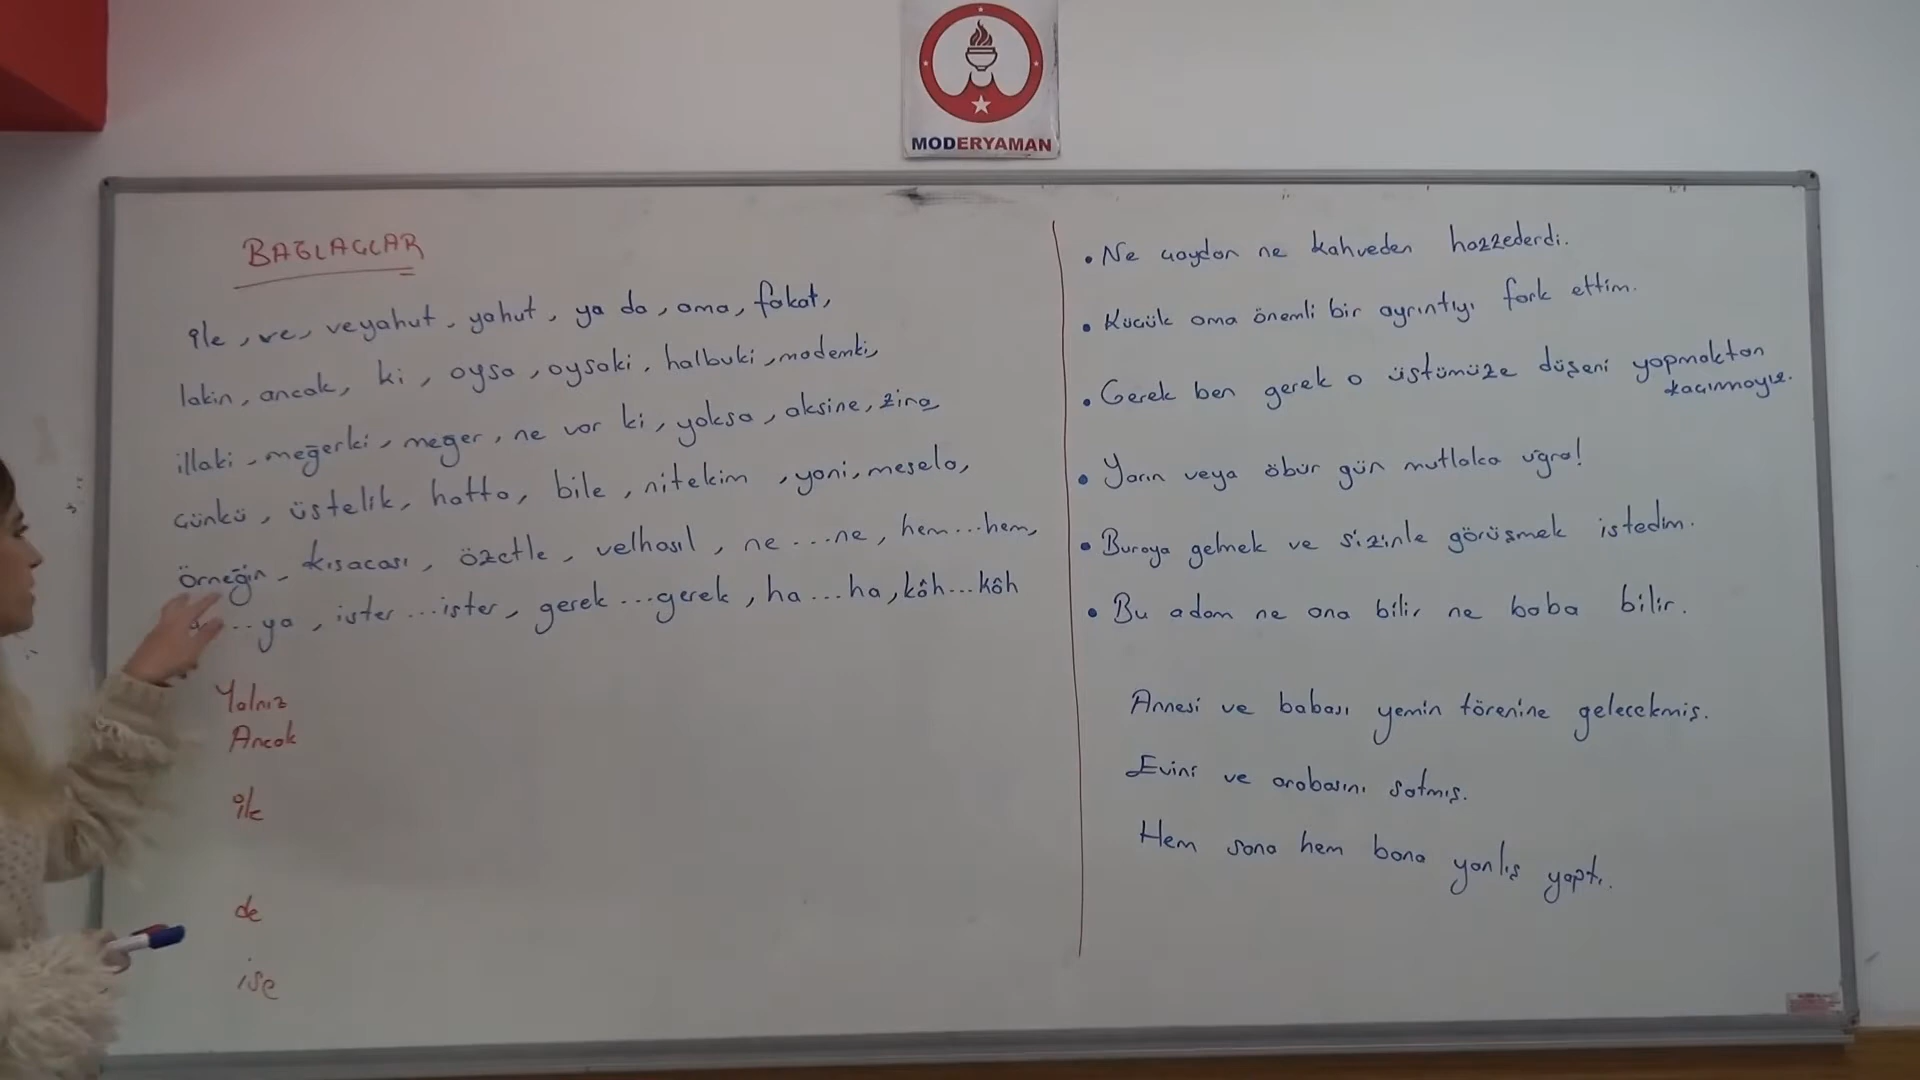 MODERYAMAN
BAĞLAÇLAR
ile, ve, veyahut, yahut, ya da, ama, fakat,
lakin, ancak, ki, oysa, oysaki, halbuki, mademki,
illaki, meğerki, meğer, ne var ki, yoksa, aksine, zira,
çünkü, üstelik, hatta, bile, nitekim, yani, mesela,
örneğin, kısacası, özetle, velhasıl, ne ... ne, hem...hem,
...ya, ister...ister, gerek...gerek, ha...ha, kâh...kâh
Yalnız
Ancak
ile
de
ise
• Ne çaydan ne kahveden hazzederdi.
• Küçük ama önemli bir ayrıntıyı fark ettim.
• Gerek ben gerek o üstümüze düşeni yapmaktan
kaçınmayız.
• Yarın veya öbür gün mutlaka uğra!
• Buraya gelmek ve sizinle görüşmek istedim.
• Bu adam ne ana bilir ne baba bilir.
Annesi ve babası yemin törenine gelecekmiş.
Evini ve arabasını satmış.
Hem sana hem bana yanlış yaptı.